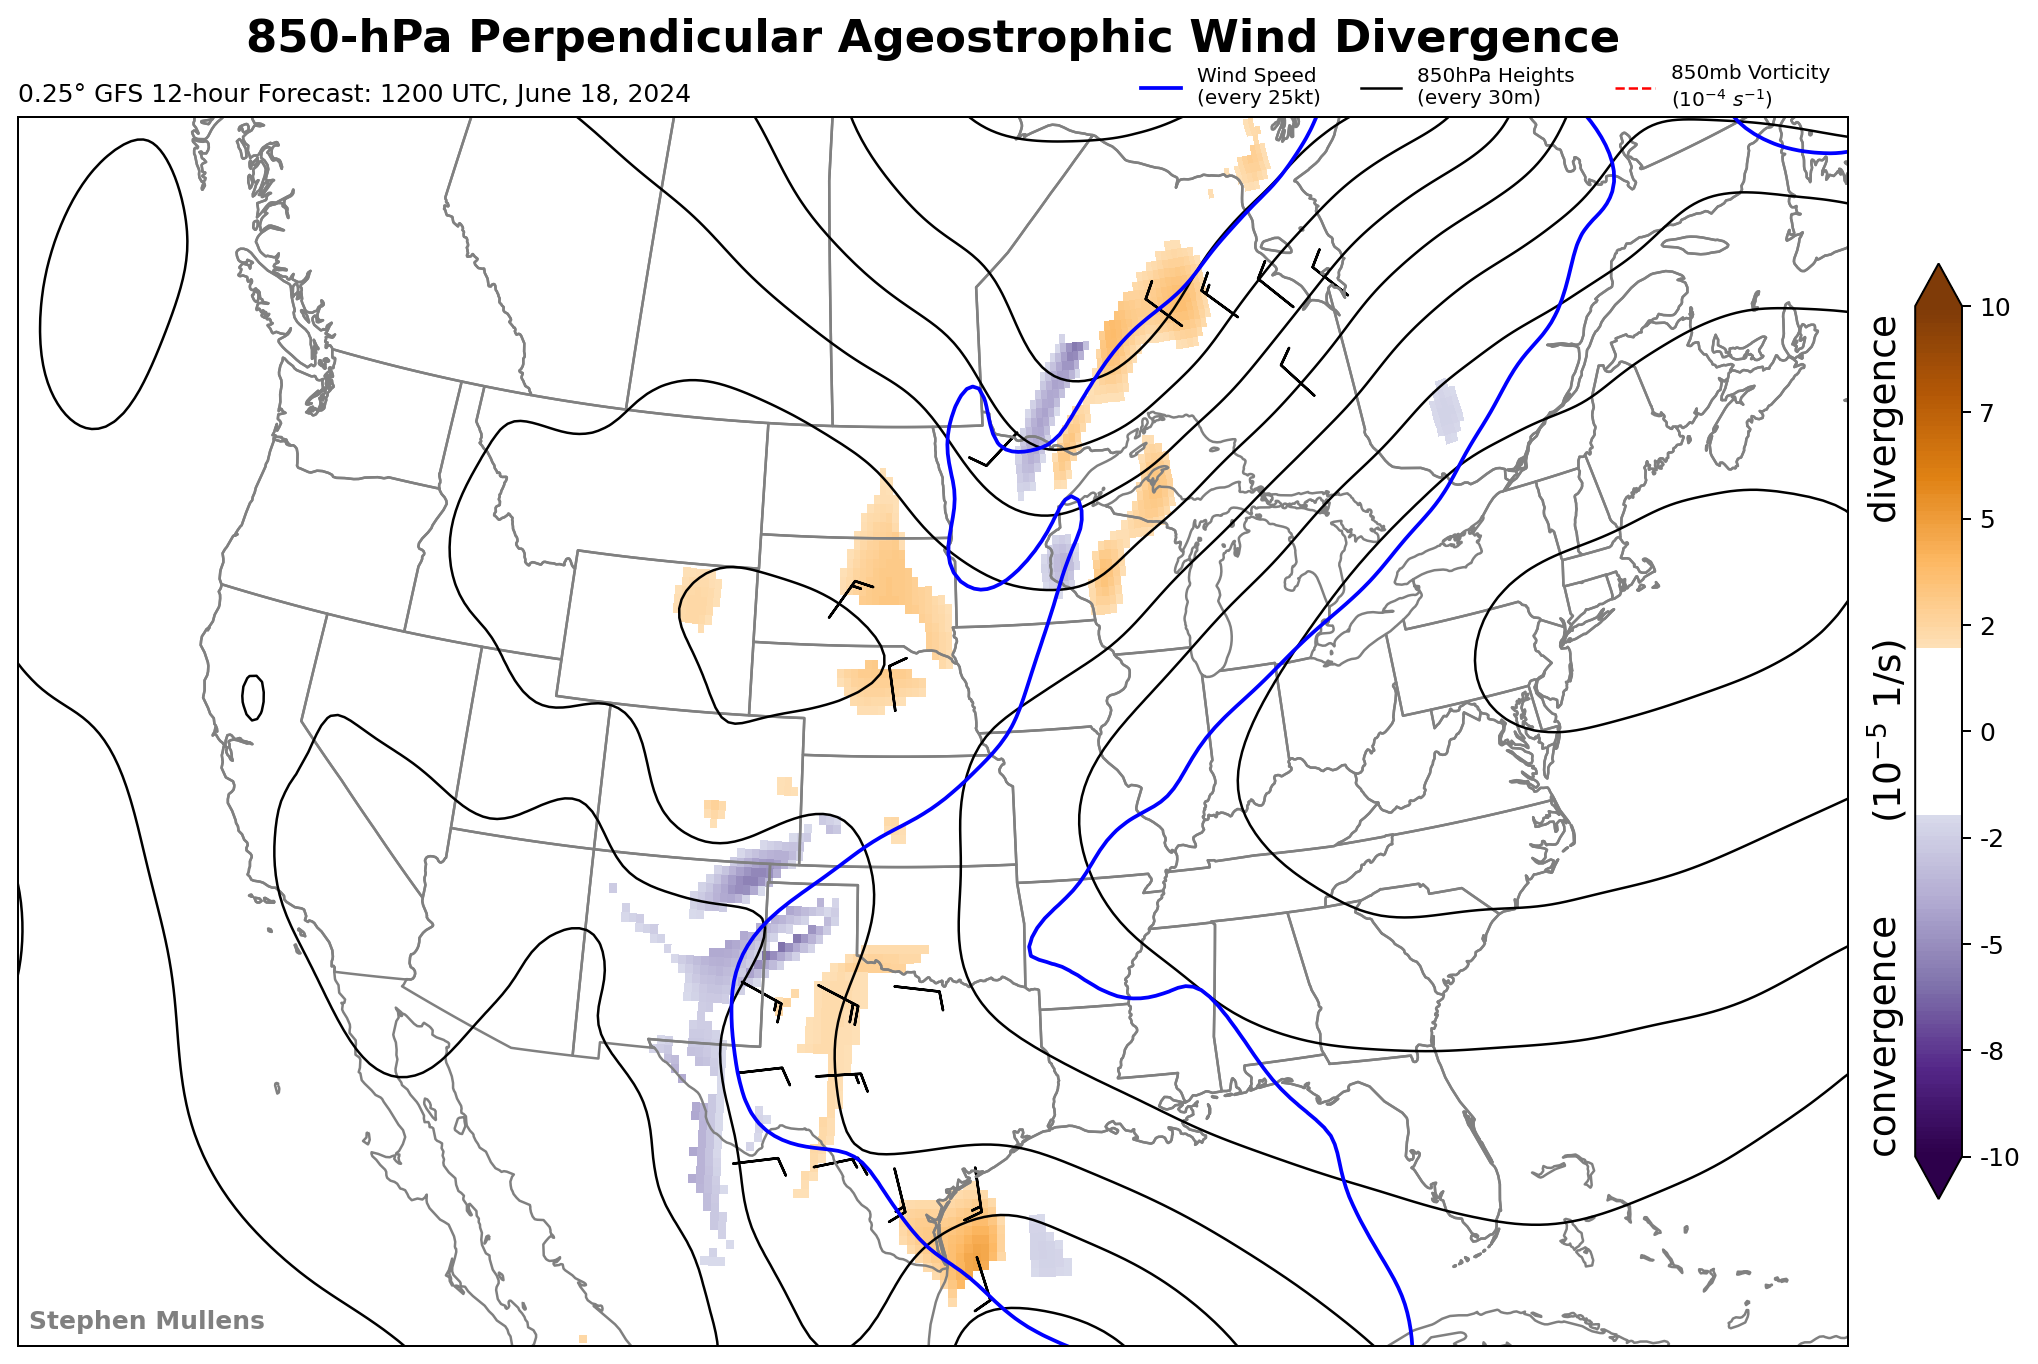 850-hPa Perpendicular Ageostrophic Wind Divergence
0.25° GFS 12-hour Forecast: 1200 UTC, June 18, 2024
Wind Speed
(every 25kt)
850hPa Heights
(every 30m)
850mb Vorticity
(10⁻⁴ s⁻¹)
10
7
5
2
0
-2
-5
-8
-10
convergence (10⁻⁵ 1/s) divergence
Stephen Mullens